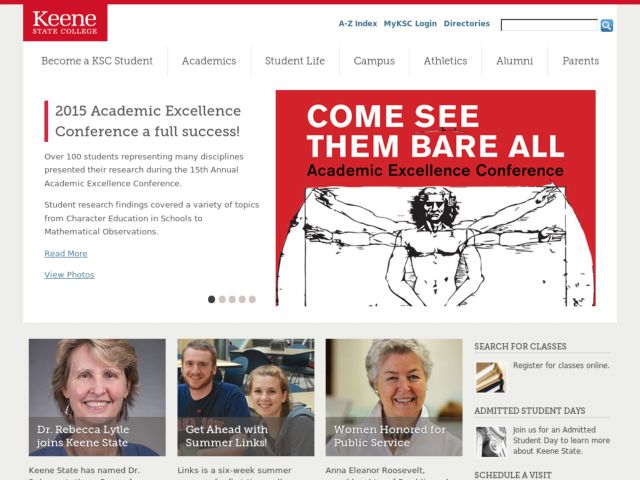 Keene
STATE COLLEGE
A-Z Index MyKSC Login Directories
Become a KSC Student Academics Student Life Campus Athletics Alumni Parents
2015 Academic Excellence
Conference a full success!
Over 100 students representing many disciplines
presented their research during the 15th Annual
Academic Excellence Conference.
Student research findings covered a variety of topics
from Character Education in Schools to
Mathematical Observations.
Read More
View Photos
COME SEE
THEM BARE ALL
Academic Excellence Conference
Dr. Rebecca Lytle
joins Keene State
Keene State has named Dr.
Get Ahead with
Summer Links!
Links is a six-week summer
Women Honored for
Public Service
Anna Eleanor Roosevelt,
SEARCH FOR CLASSES
Register for classes online.
ADMITTED STUDENT DAYS
Join us for an Admitted
Student Day to learn more
about Keene State.
SCHEDULE A VISIT